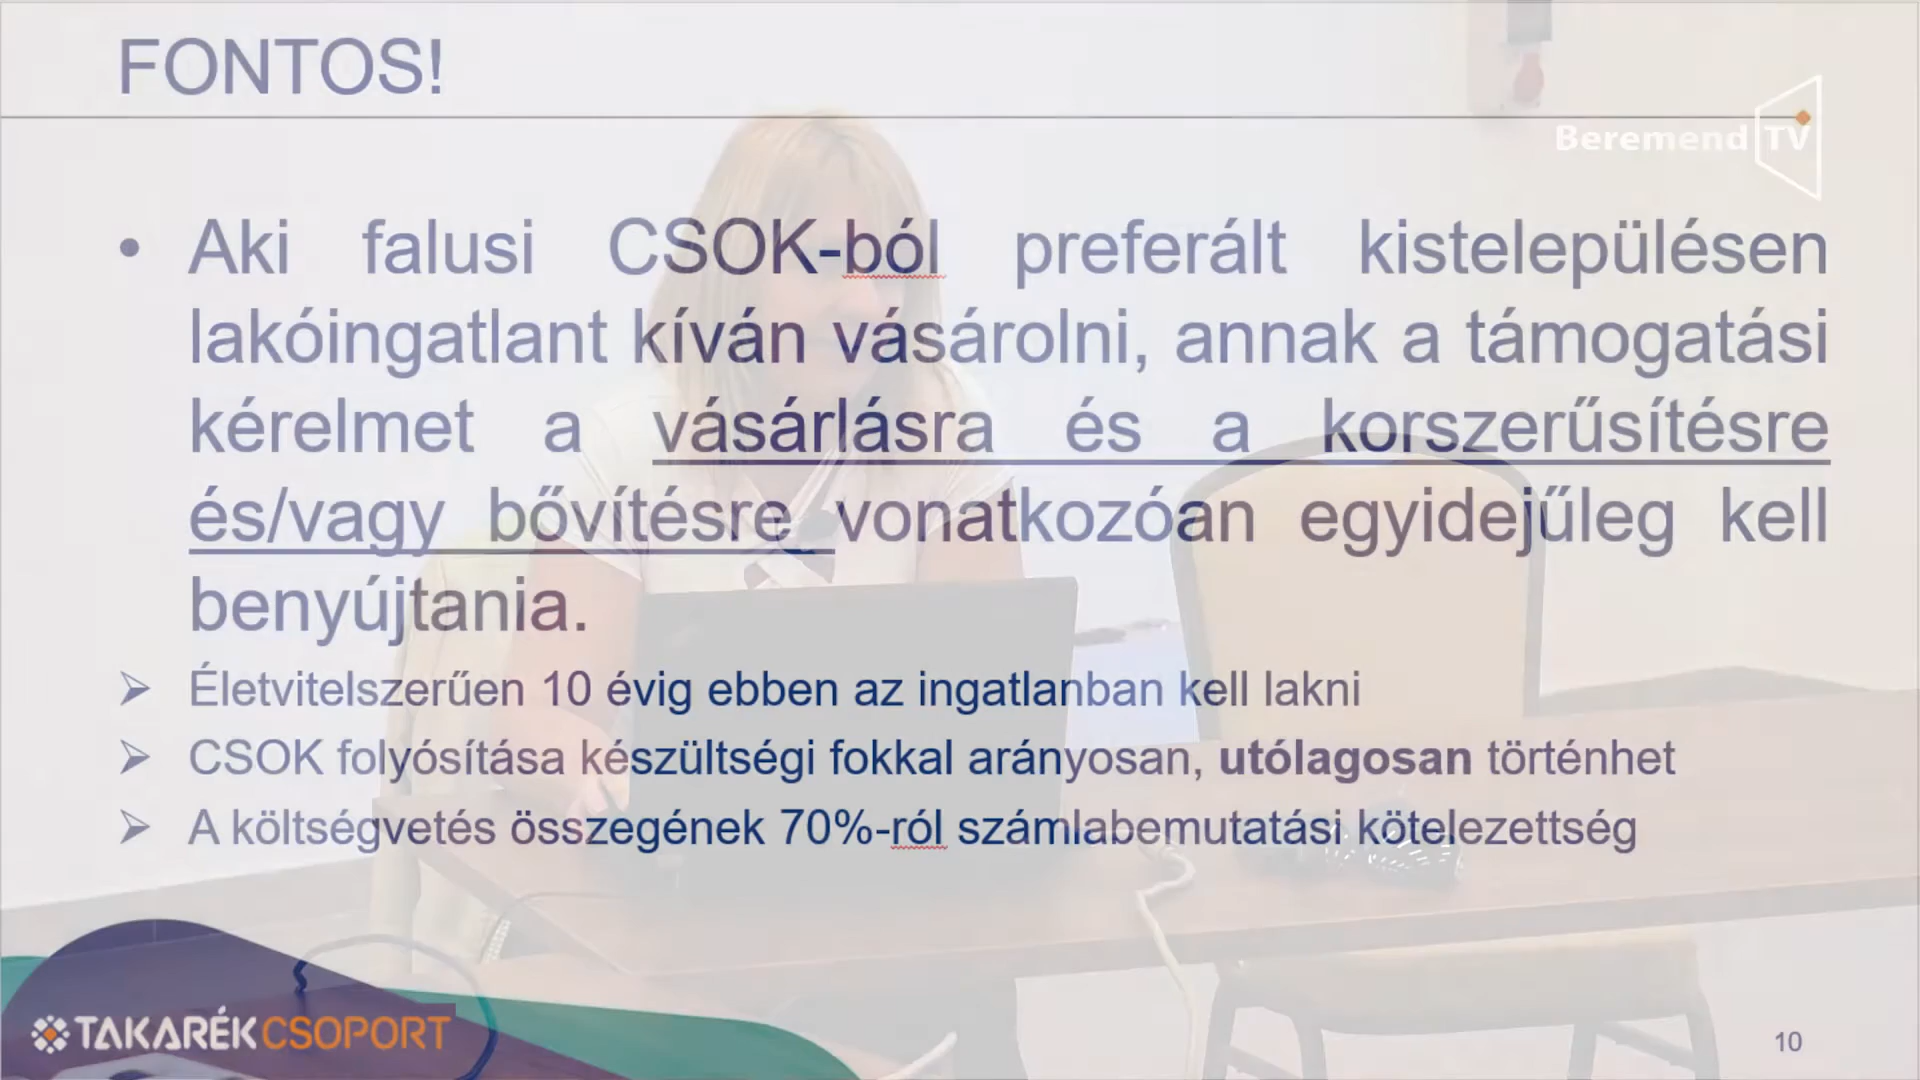 FONTOS!
Beremend TV
• Aki falusi CSOK-ból preferált kistelepülésen
lakóingatlant kíván vásárolni, annak a támogatási
kérelmet a vásárlásra és a korszerűsítésre
és/vagy bővítésre vonatkozóan egyidejűleg kell
benyújtania.
➢ Életvitelszerűen 10 évig ebben az ingatlanban kell lakni
➢ CSOK folyósítása készültségi fokkal arányosan, utólagosan történhet
➢ A költségvetés összegének 70%-ról számlabemutatási kötelezettség
TAKARÉKCSOPORT
10